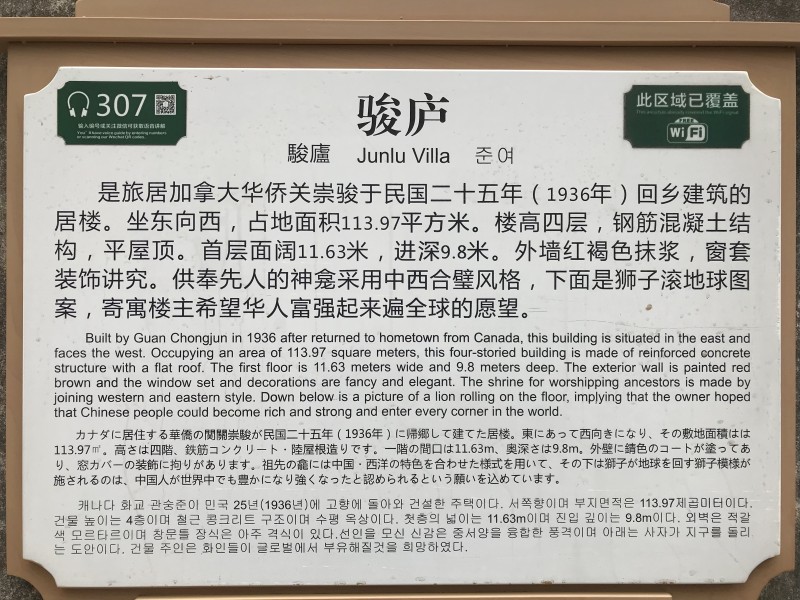 307
输入编号或关注微信可获取语音讲解
骏庐
此区域已覆盖
FREE
WiFi
駿廬 Junlu Villa 준여
是旅居加拿大华侨关崇骏于民国二十五年（1936年）回乡建筑的
居楼。坐东向西，占地面积113.97平方米。楼高四层，钢筋混凝土结
构，平屋顶。首层面阔11.63米，进深9.8米。外墙红褐色抹浆，窗套
装饰讲究。供奉先人的神龛采用中西合璧风格，下面是狮子滚地球图
案，寄寓楼主希望华人富强起来遍全球的愿望。
Built by Guan Chongjun in 1936 after returned to hometown from Canada, this building is situated in the east and
faces the west. Occupying an area of 113.97 square meters, this four-storied building is made of reinforced concrete
structure with a flat roof. The first floor is 11.63 meters wide and 9.8 meters deep. The exterior wall is painted red
brown and the window set and decorations are fancy and elegant. The shrine for worshipping ancestors is made by
joining western and eastern style. Down below is a picture of a lion rolling on the floor, implying that the owner hoped
that Chinese people could become rich and strong and enter every corner in the world.
カナダに居住する華僑の関關崇駿が民国二十五年（1936年）に帰郷して建てた居楼。東にあって西向きになり、その敷地面積はは
113.97㎡。高さは四階、鉄筋コンクリート・陸屋根造りです。一階の間口は11.63m、奥深さは9.8m。外壁に錆色のコートが塗ってあ
り、窓カバーの装飾に拘りがあります。祖先の龕には中国・西洋の特色を合わせた様式を用いて、その下は獅子が地球を回す獅子模様が
施されるのは、中国人が世界中でも豊かになり強くなったと認められるという願いを込めています。
캐나다 화교 관숭준이 민국 25년(1936년)에 고향에 돌아와 건설한 주택이다. 서쪽향이며 부지면적은 113.97제곱미터이다.
건물 높이는 4층이며 철근 콩크리트 구조이며 수평 옥상이다. 첫층의 넓이는 11.63m이며 진입 깊이는 9.8m이다. 외벽은 적갈
색 모르타르이며 창문틀 장식은 아주 격식이 있다.선인을 모신 신감은 중서양을 융합한 풍격이며 아래는 사자가 지구를 돌리
는 도안이다. 건물 주인은 화인들이 글로벌에서 부유해질것을 희망하였다.